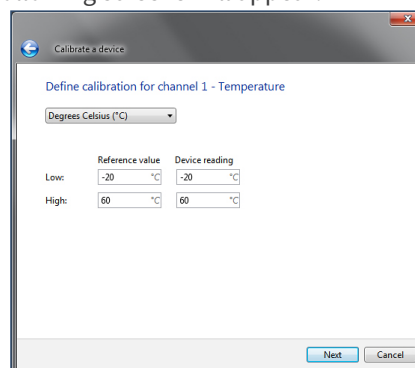 Calibrate a device
Define calibration for channel 1 - Temperature
Degrees Celsius (°C)
Reference value Device reading
Low: -20 °C -20 °C
High: 60 °C 60 °C
Next Cancel